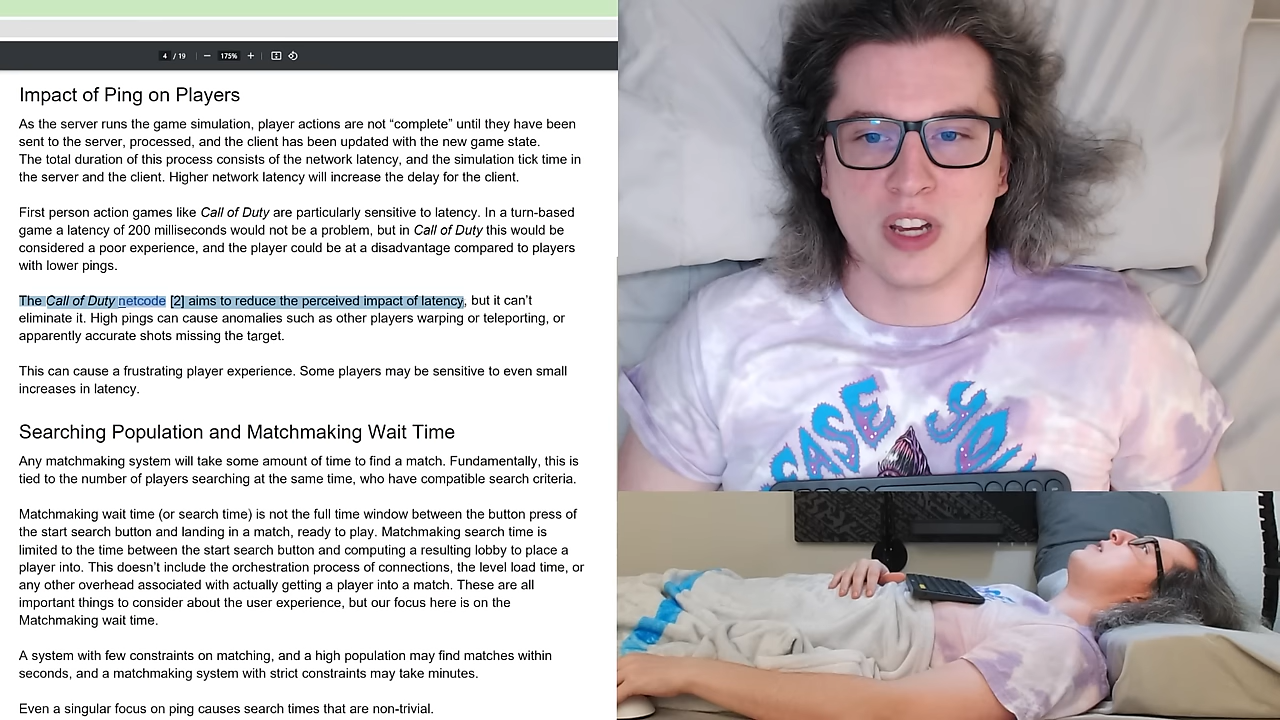 4 / 19
175%
Impact of Ping on Players
As the server runs the game simulation, player actions are not “complete” until they have been
sent to the server, processed, and the client has been updated with the new game state.
The total duration of this process consists of the network latency, and the simulation tick time in
the server and the client. Higher network latency will increase the delay for the client.
First person action games like Call of Duty are particularly sensitive to latency. In a turn-based
game a latency of 200 milliseconds would not be a problem, but in Call of Duty this would be
considered a poor experience, and the player could be at a disadvantage compared to players
with lower pings.
The Call of Duty netcode [2] aims to reduce the perceived impact of latency, but it can’t
eliminate it. High pings can cause anomalies such as other players warping or teleporting, or
apparently accurate shots missing the target.
This can cause a frustrating player experience. Some players may be sensitive to even small
increases in latency.
Searching Population and Matchmaking Wait Time
Any matchmaking system will take some amount of time to find a match. Fundamentally, this is
tied to the number of players searching at the same time, who have compatible search criteria.
Matchmaking wait time (or search time) is not the full time window between the button press of
the start search button and landing in a match, ready to play. Matchmaking search time is
limited to the time between the start search button and computing a resulting lobby to place a
player into. This doesn’t include the orchestration process of connections, the level load time, or
any other overhead associated with actually getting a player into a match. These are all
important things to consider about the user experience, but our focus here is on the
Matchmaking wait time.
A system with few constraints on matching, and a high population may find matches within
seconds, and a matchmaking system with strict constraints may take minutes.
Even a singular focus on ping causes search times that are non-trivial.